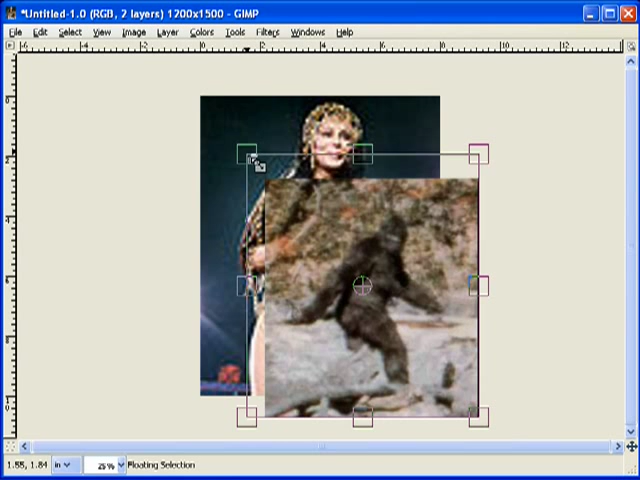 *Untitled-1.0 (RGB, 2 layers) 1200x1500 - GIMP
File Edit Select View Image Layer Colors Tools Filters Windows Help
1.55, 1.84 in 25% Floating Selection